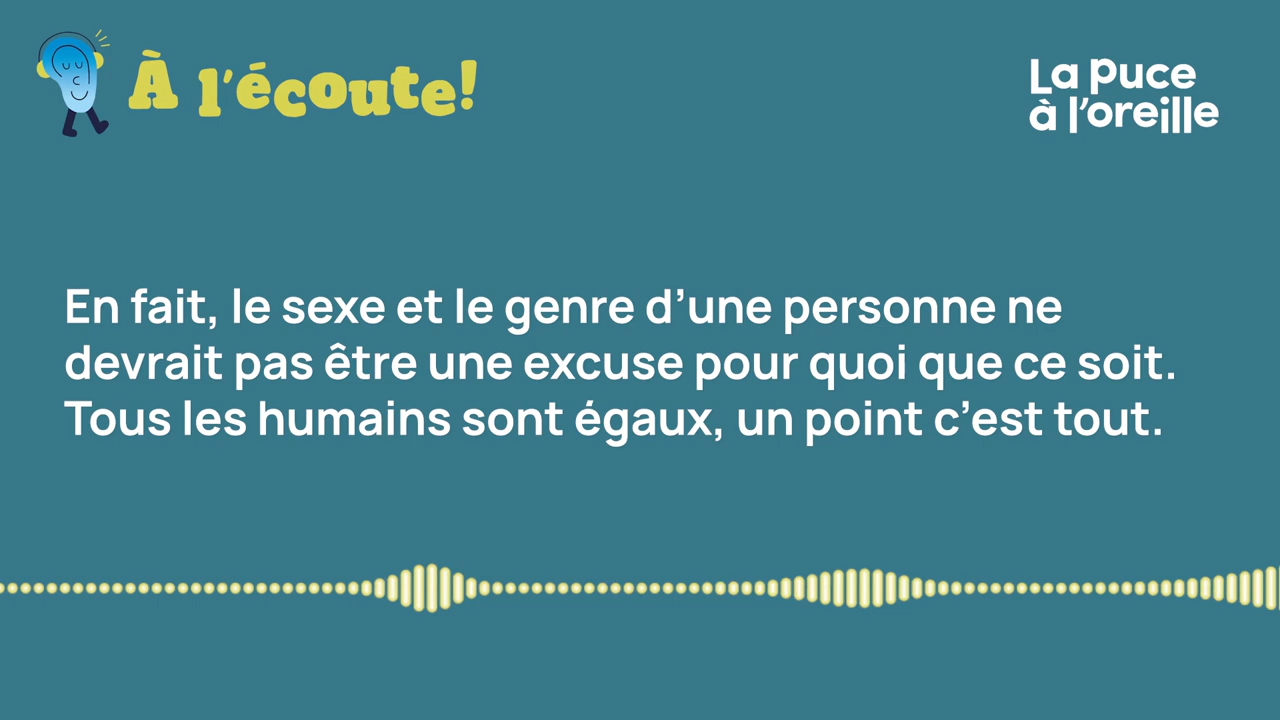 À l'écoute!
La puce
à l'oreille
En fait, le sexe et le genre d’une personne ne
devrait pas être une excuse pour quoi que ce soit.
Tous les humains sont égaux, un point c’est tout.